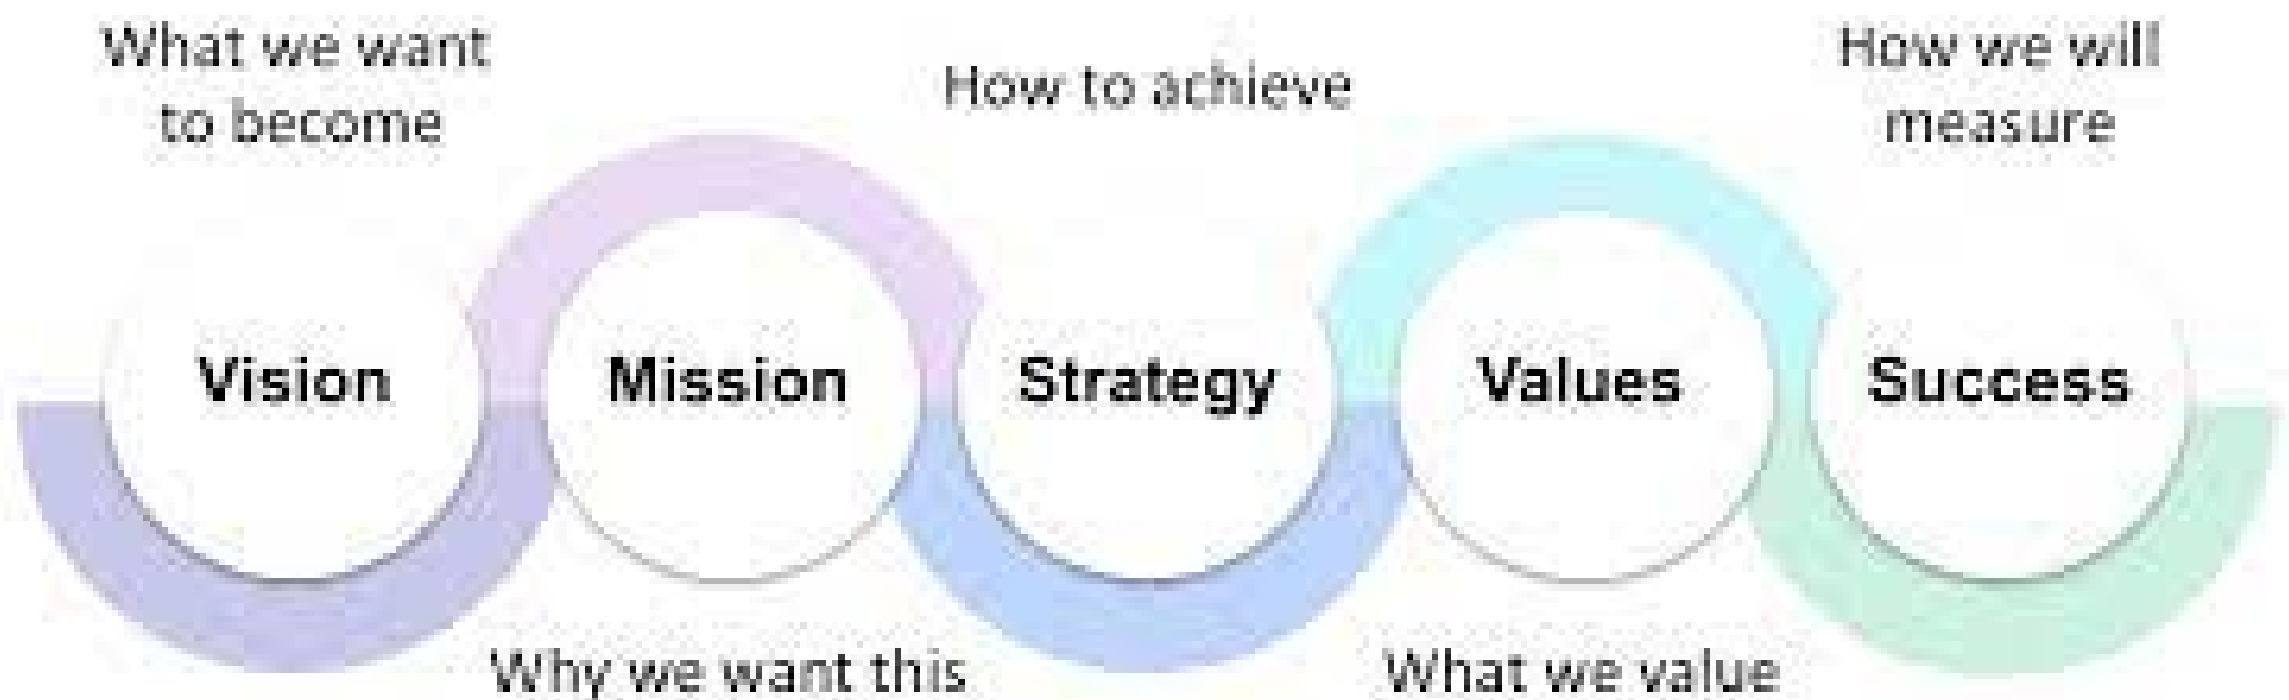 What we want
to become
How to achieve
How we will
measure
Vision
Mission
Strategy
Values
Success
Why we want this
What we value